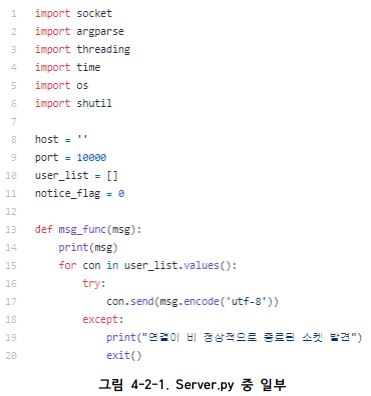 1 import socket
2 import argparse
3 import threading
4 import time
5 import os
6 import shutil
7
8 host = ''
9 port = 10000
10 user_list = []
11 notice_flag = 0
12
13 def msg_func(msg):
14     print(msg)
15     for con in user_list.values():
16         try:
17             con.send(msg.encode('utf-8'))
18         except:
19             print("연결이 비 정상적으로 종료된 소켓 발견")
20             exit()
그림 4-2-1. Server.py 중 일부